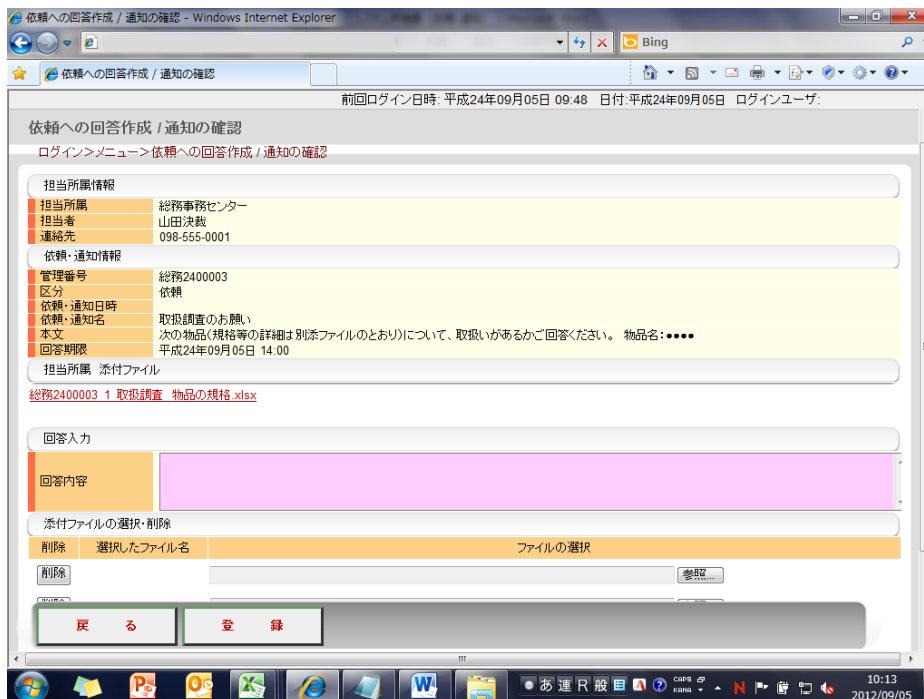 依頼への回答作成 / 通知の確認 - Windows Internet Explorer
Bing
依頼への回答作成 / 通知の確認
前回ログイン日時: 平成24年09月05日 09:48 日付:平成24年09月05日 ログインユーザ:
依頼への回答作成 / 通知の確認
ログイン>メニュー>依頼への回答作成 / 通知の確認
担当所属情報
担当所属 総務事務センター
担当者 山田決裁
連絡先 098-555-0001
依頼・通知情報
管理番号 総務2400003
区分 依頼
依頼・通知日時
依頼・通知名 取扱調査のお願い
本文 次の物品(規格等の詳細は別添ファイルのとおり)について、取扱いがあるかご回答ください。 物品名:●●●●
回答期限 平成24年09月05日 14:00
担当所属 添付ファイル
総務2400003_1_取扱調査 物品の規格.xlsx
回答入力
回答内容
添付ファイルの選択・削除
削除 選択したファイル名 ファイルの選択
削除 参照...
戻 る 登 録
あ 連 R 般 CAPS KANA 10:13
2012/09/05